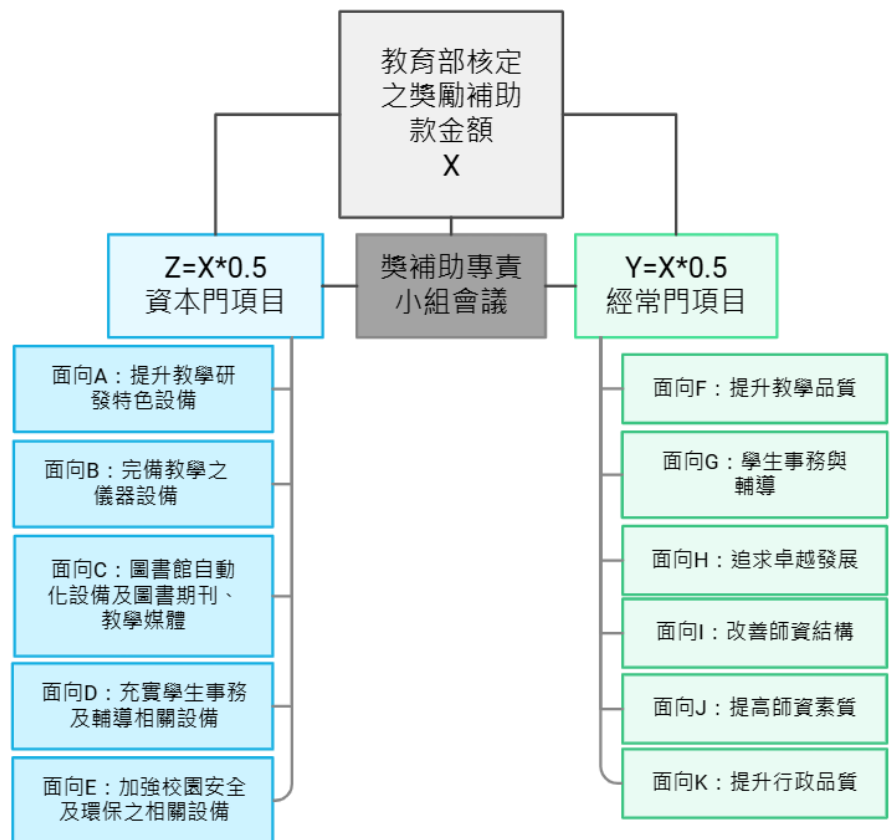 教育部核定
之獎勵補助
款金額
X
Z=X*0.5
資本門項目
獎補助專責
小組會議
Y=X*0.5
經常門項目
面向A：提升教學研
發特色設備
面向B：完備教學之
儀器設備
面向C：圖書館自動
化設備及圖書期刊、
教學媒體
面向D：充實學生事務
及輔導相關設備
面向E：加強校園安全
及環保之相關設備
面向F：提升教學品質
面向G：學生事務與
輔導
面向H：追求卓越發展
面向I：改善師資結構
面向J：提高師資素質
面向K：提升行政品質